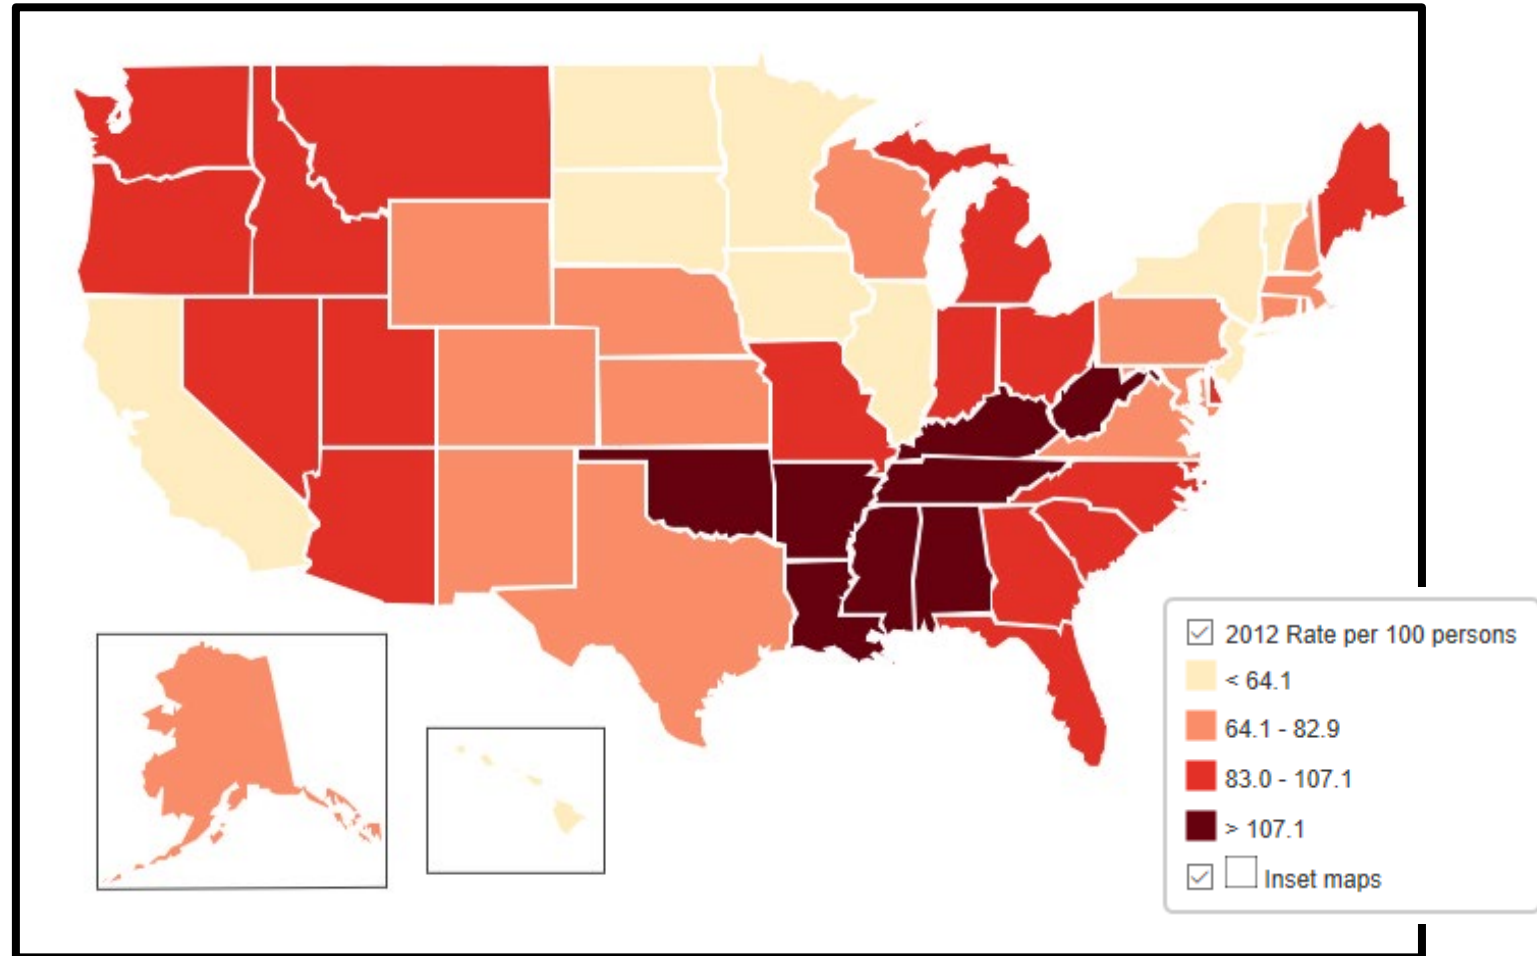 2012 Rate per 100 persons
< 64.1
64.1 - 82.9
83.0 - 107.1
> 107.1
Inset maps